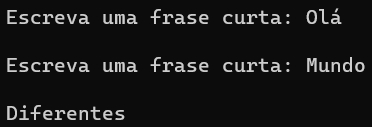 Escreva uma frase curta: Olá
Escreva uma frase curta: Mundo
Diferentes